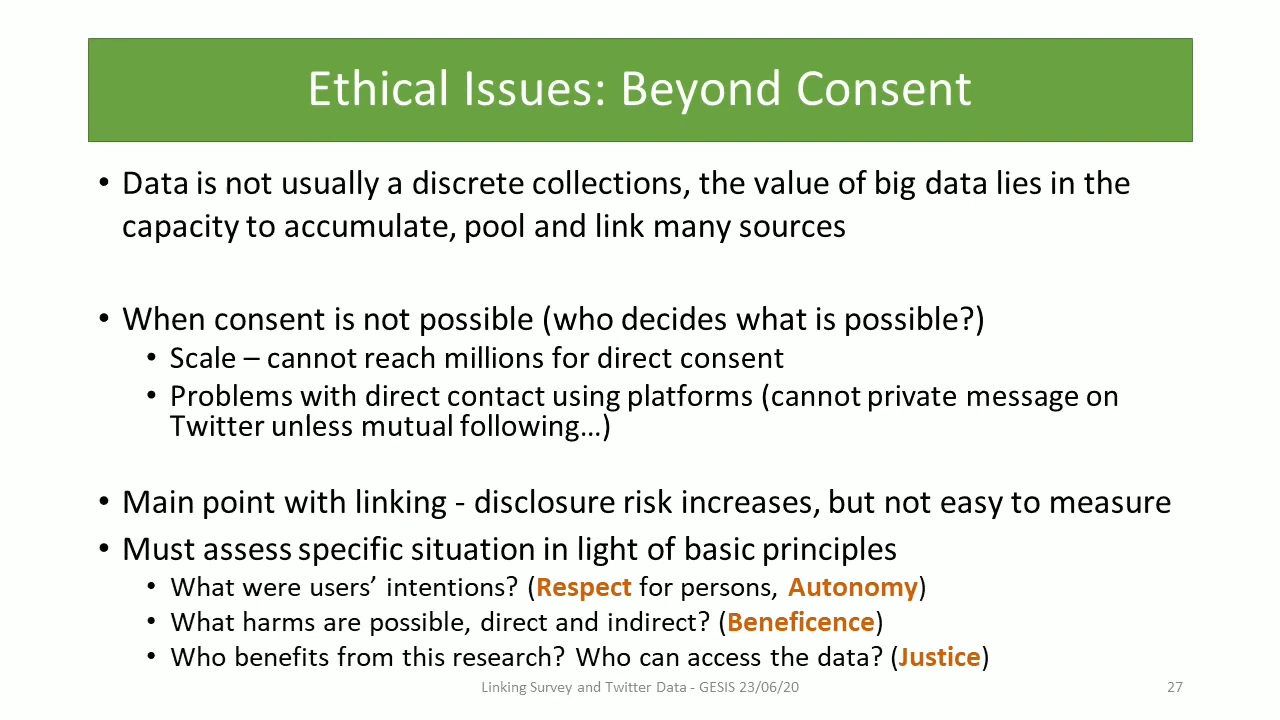 Ethical Issues: Beyond Consent
• Data is not usually a discrete collections, the value of big data lies in the
capacity to accumulate, pool and link many sources
• When consent is not possible (who decides what is possible?)
• Scale – cannot reach millions for direct consent
• Problems with direct contact using platforms (cannot private message on
Twitter unless mutual following…)
• Main point with linking - disclosure risk increases, but not easy to measure
• Must assess specific situation in light of basic principles
• What were users’ intentions? (Respect for persons, Autonomy)
• What harms are possible, direct and indirect? (Beneficence)
• Who benefits from this research? Who can access the data? (Justice)
Linking Survey and Twitter Data - GESIS 23/06/20
27